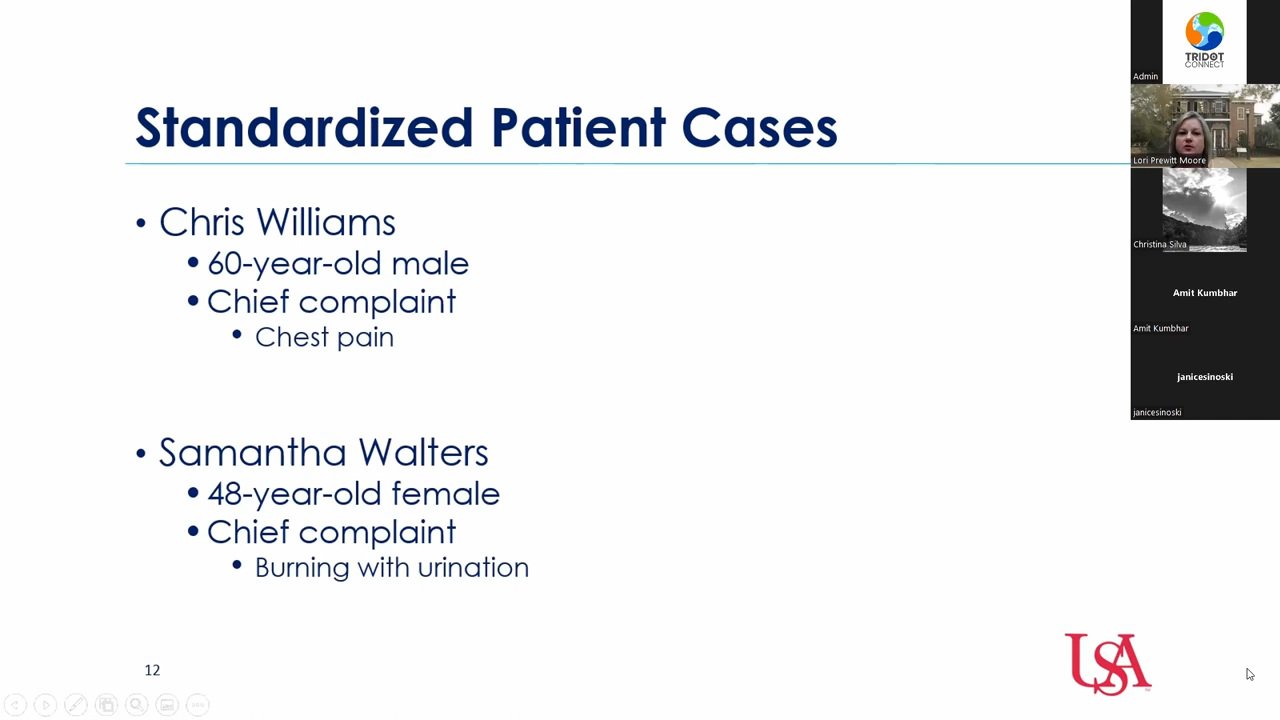 Standardized Patient Cases
• Chris Williams
• 60-year-old male
• Chief complaint
• Chest pain
• Samantha Walters
• 48-year-old female
• Chief complaint
• Burning with urination
12
USA
TRIDOT
CONNECT
Admin
Lori Prewitt Moore
Christina Silva
Amit Kumbhar
Amit Kumbhar
janicesinoski
janicesinoski